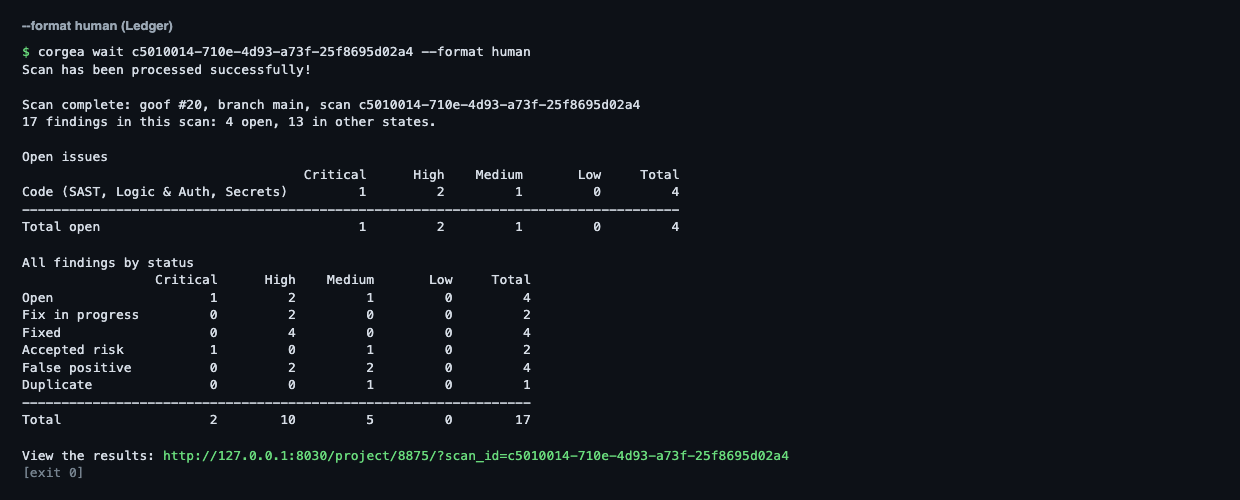 --format human (Ledger)
$ corgea wait c5010014-710e-4d93-a73f-25f8695d02a4 --format human
Scan has been processed successfully!
Scan complete: goof #20, branch main, scan c5010014-710e-4d93-a73f-25f8695d02a4
17 findings in this scan: 4 open, 13 in other states.
Open issues
Critical High Medium Low Total
Code (SAST, Logic & Auth, Secrets) 1 2 1 0 4
Total open 1 2 1 0 4
All findings by status
Critical High Medium Low Total
Open 1 2 1 0 4
Fix in progress 0 2 0 0 2
Fixed 0 4 0 0 4
Accepted risk 1 0 1 0 2
False positive 0 2 2 0 4
Duplicate 0 0 1 0 1
Total 2 10 5 0 17
View the results: http://127.0.0.1:8030/project/8875/?scan_id=c5010014-710e-4d93-a73f-25f8695d02a4
[exit 0]